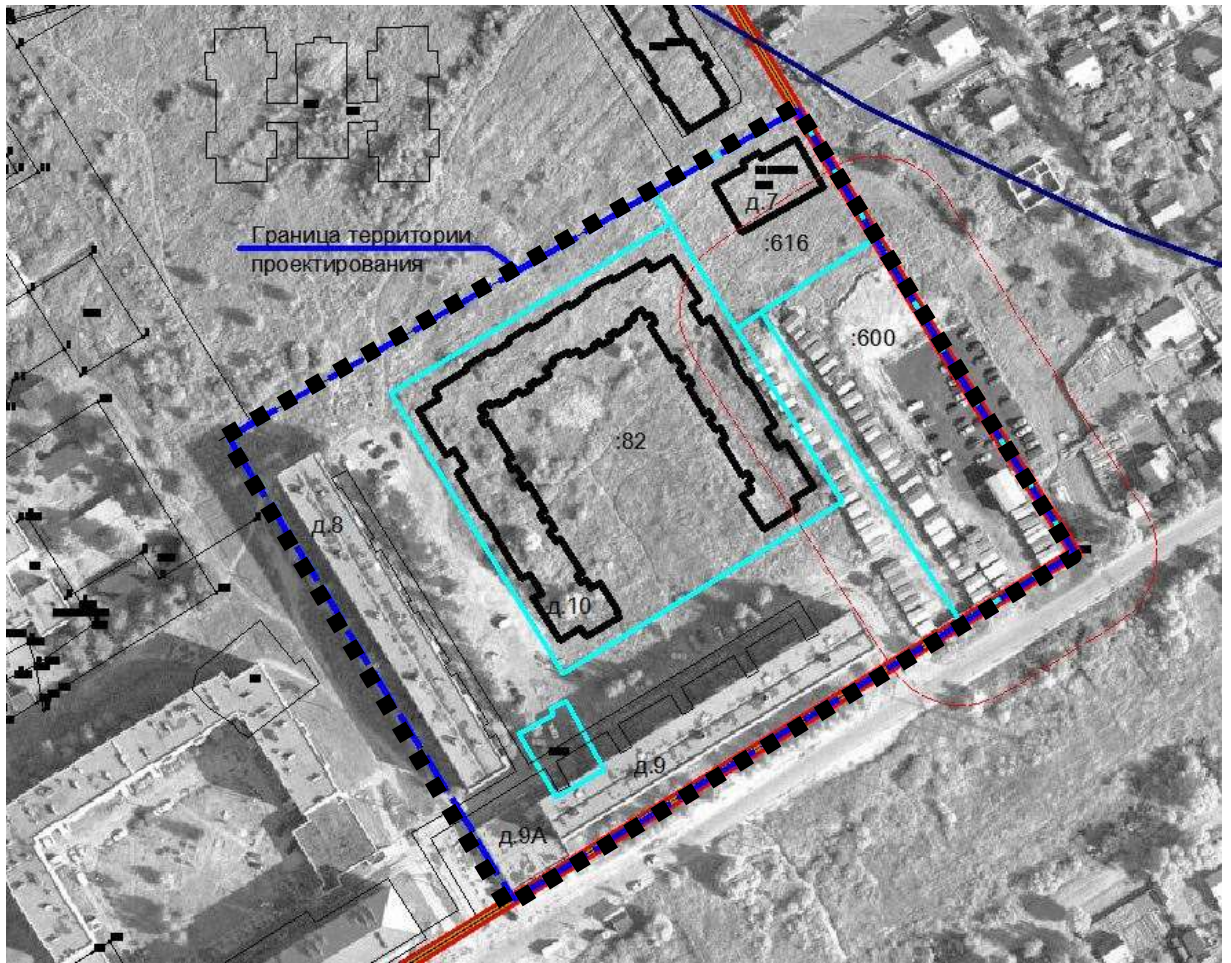 д.7
Граница территории
проектирования
:616
:600
:82
д.8
д.10
д.9
д.9А